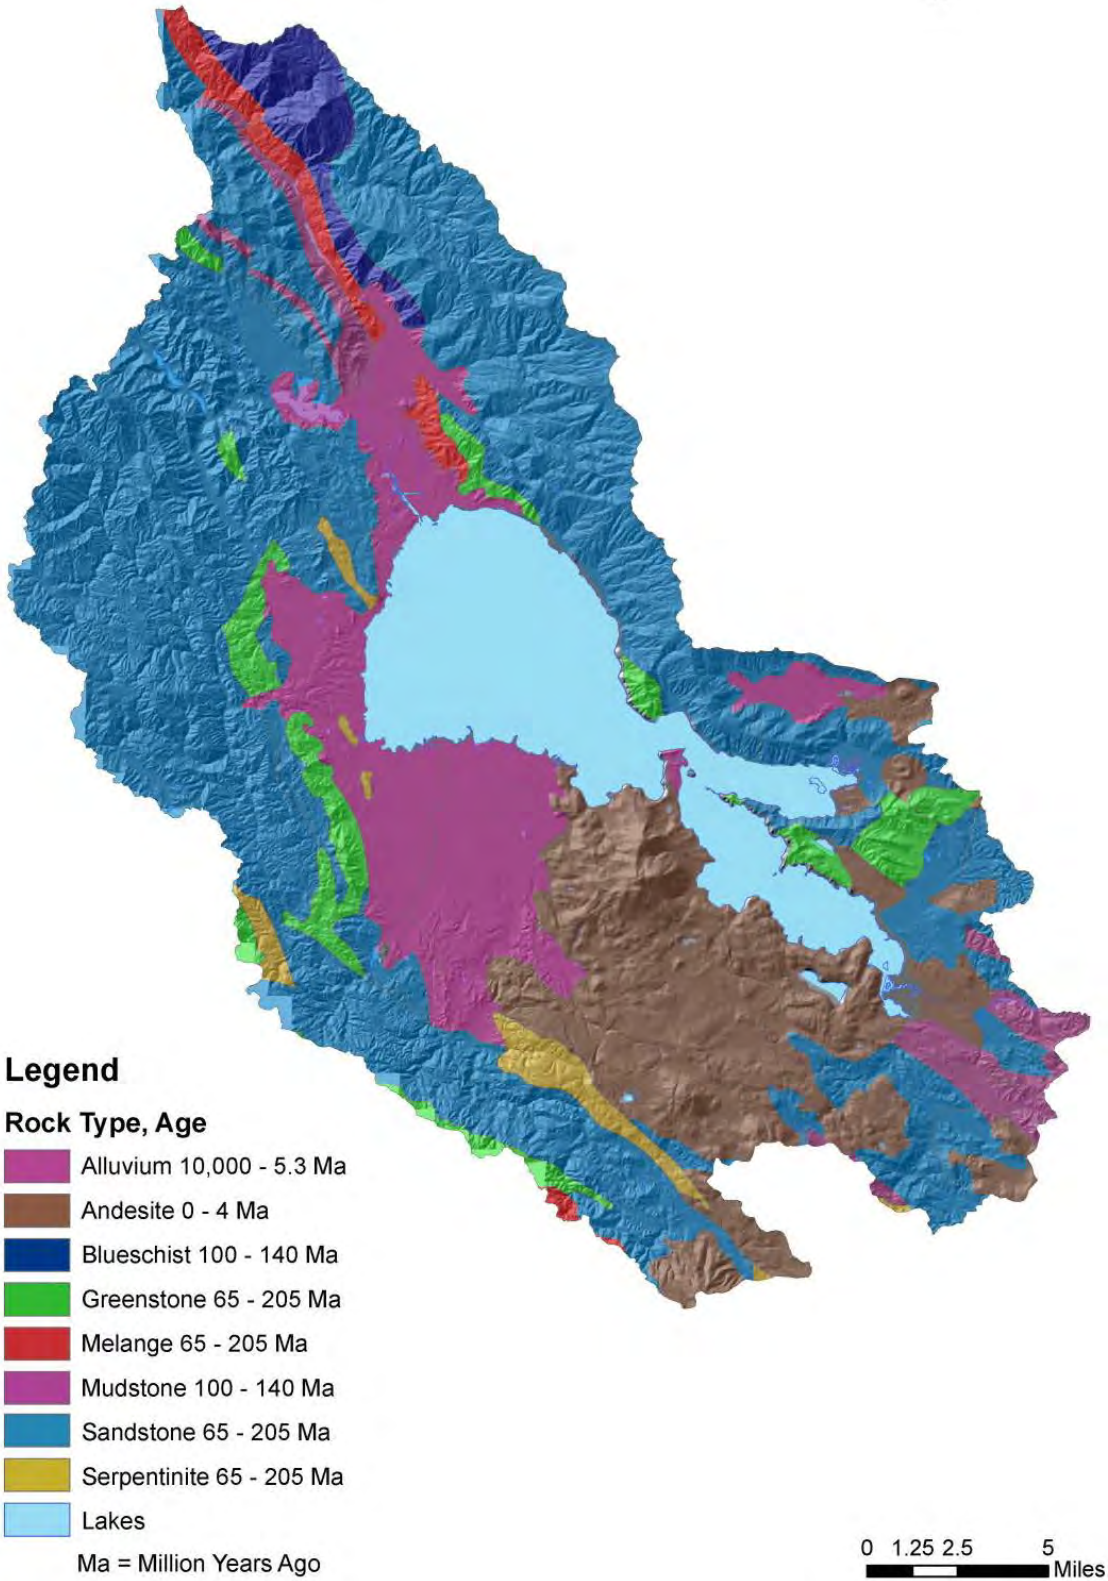 Legend
Rock Type, Age
Alluvium 10,000 - 5.3 Ma
Andesite 0 - 4 Ma
Blueschist 100 - 140 Ma
Greenstone 65 - 205 Ma
Melange 65 - 205 Ma
Mudstone 100 - 140 Ma
Sandstone 65 - 205 Ma
Serpentinite 65 - 205 Ma
Lakes
Ma = Million Years Ago
0 1.25 2.5 5
Miles